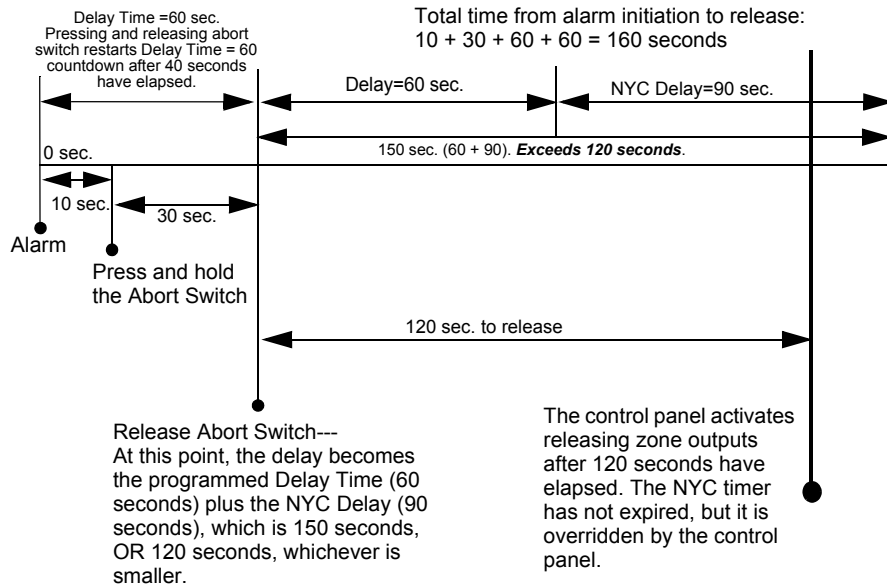 Delay Time =60 sec.
Pressing and releasing abort
switch restarts Delay Time = 60
countdown after 40 seconds
have elapsed.
Total time from alarm initiation to release:
10 + 30 + 60 + 60 = 160 seconds
Delay=60 sec.
NYC Delay=90 sec.
0 sec.
150 sec. (60 + 90). Exceeds 120 seconds.
10 sec.
30 sec.
Alarm
Press and hold
the Abort Switch
120 sec. to release
Release Abort Switch---
At this point, the delay becomes
the programmed Delay Time (60
seconds) plus the NYC Delay (90
seconds), which is 150 seconds,
OR 120 seconds, whichever is
smaller.
The control panel activates
releasing zone outputs
after 120 seconds have
elapsed. The NYC timer
has not expired, but it is
overridden by the control
panel.